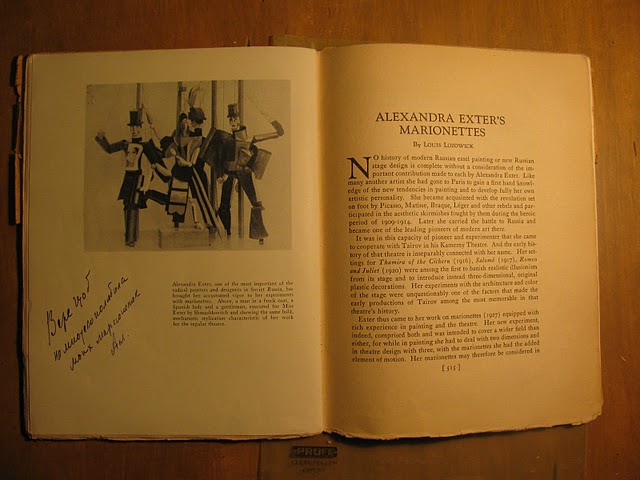 Alexandra Exter, one of the most important of the
radical painters and designers in Soviet Russia, has
brought her accustomed vigor to her experiments
with marionettes. Above, a man in a frock coat, a
Spanish lady and a gentleman executed for Miss
Exter by
and showing the same bold,
mechanistic stylization characteristic of her work
for the regular theatre.
Вере чтоб
моих марионеток
ALEXANDRA EXTER'S
MARIONETTES
By LOUIS LOZOWICK
NO history of modern Russian easel painting or new Russian
stage design is complete without a consideration of the im-
portant contribution made to each by Alexandra Exter. Like
many another artist she had gone to Paris to gain a first hand knowl-
edge of the new tendencies in painting and to develop fully her own
artistic personality. She became acquainted with the revolution set
on foot by Picasso, Matisse, Braque, Léger and other rebels and par-
ticipated in the aesthetic skirmishes fought by them during the heroic
period of 1909-1914. Later she carried the battle to Russia and
became one of the leading pioneers of modern art there.
It was in this capacity of pioneer and experimenter that she came
to cooperate with Tairov in his Kamerny Theatre. And the early his-
tory of that theatre is inseparably connected with her name. Her set-
tings for Thamira of the Cithern (1916), Salomé (1917), Romeo
and Juliet (1920) were among the first to banish realistic illusionism
from its stage and to introduce instead three-dimensional, original
plastic decorations. Her experiments with the architecture and color
of the stage were unquestionably one of the factors that made the
early productions of Tairov among the most memorable in that
theatre's history.
Exter thus came to her work on marionettes (1927) equipped with
rich experience in painting and the theatre. Her new experiment,
indeed, comprised both and was intended to cover a wider field than
either, for while in painting she had to deal with two dimensions and
in theatre design with three, with the marionettes she had the added
element of motion. Her marionettes may therefore be considered in
[515]
PROFF